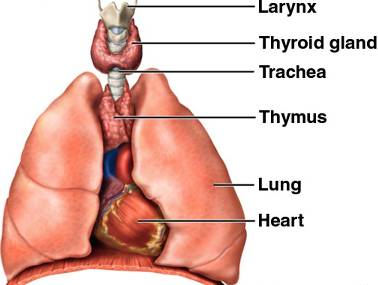 Larynx
Thyroid gland
Trachea
Thymus
Lung
Heart